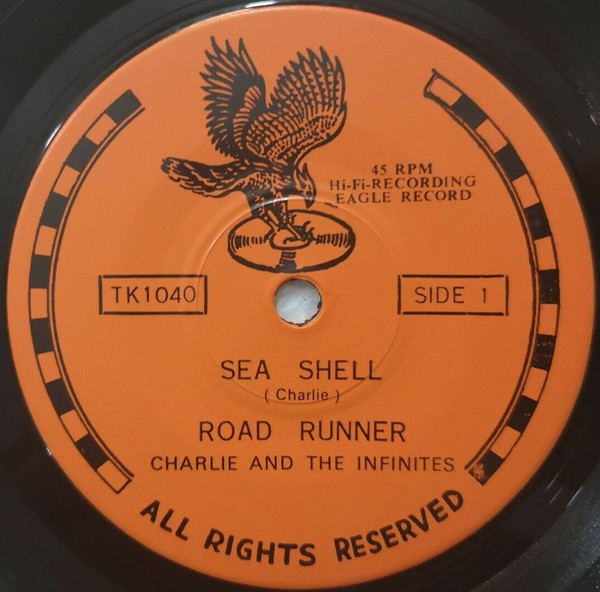 45 RPM
Hi-Fi-RECORDING
EAGLE RECORD
TK1040
SIDE 1
SEA SHELL
( Charlie )
ROAD RUNNER
CHARLIE AND THE INFINITES
ALL RIGHTS RESERVED